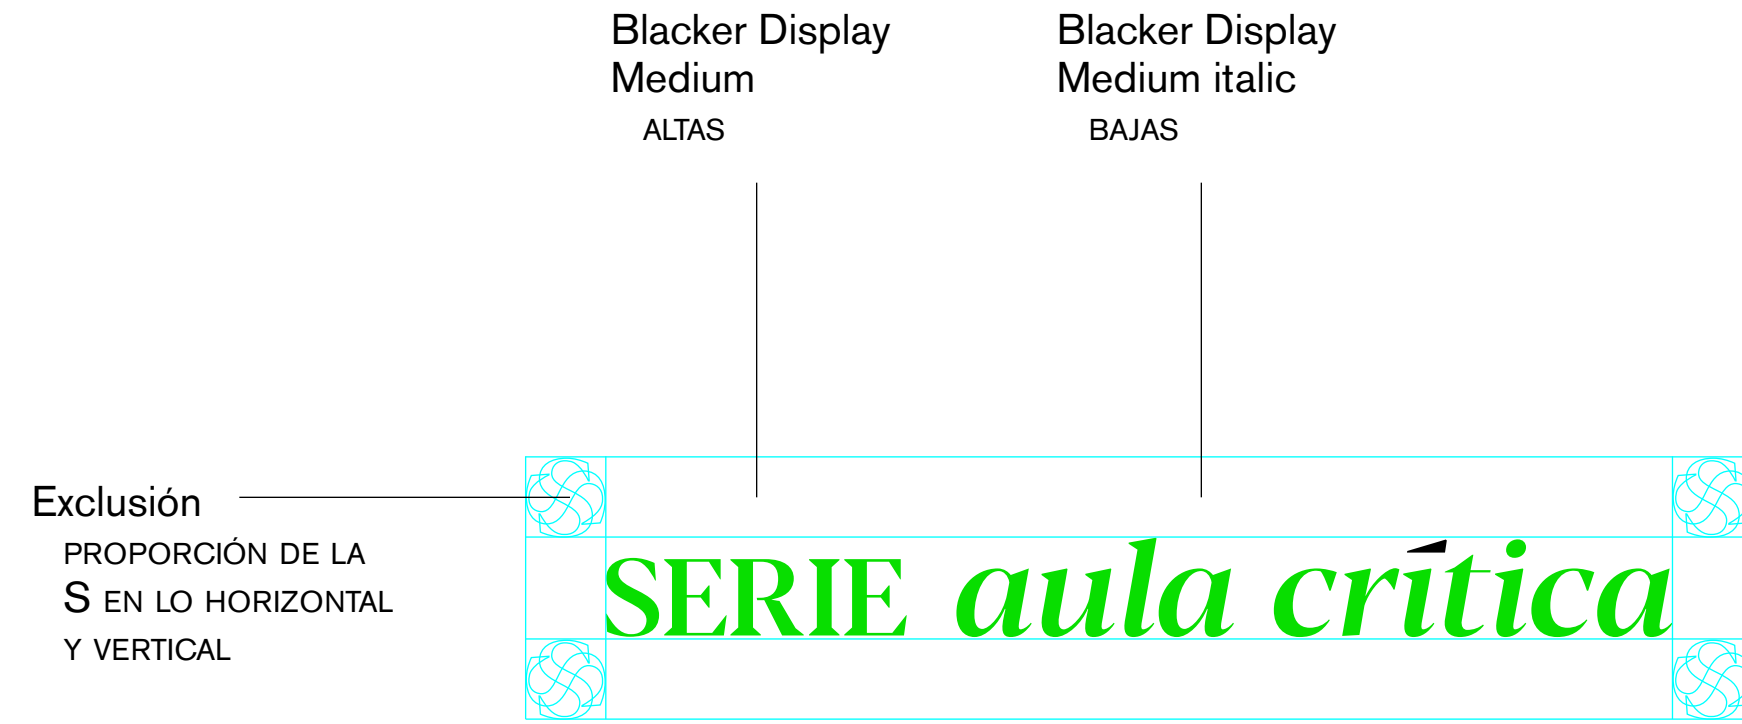 Blacker Display
Medium
ALTAS
Blacker Display
Medium italic
BAJAS
Exclusión
PROPORCIÓN DE LA
S EN LO HORIZONTAL
Y VERTICAL
SERIE aula crítica